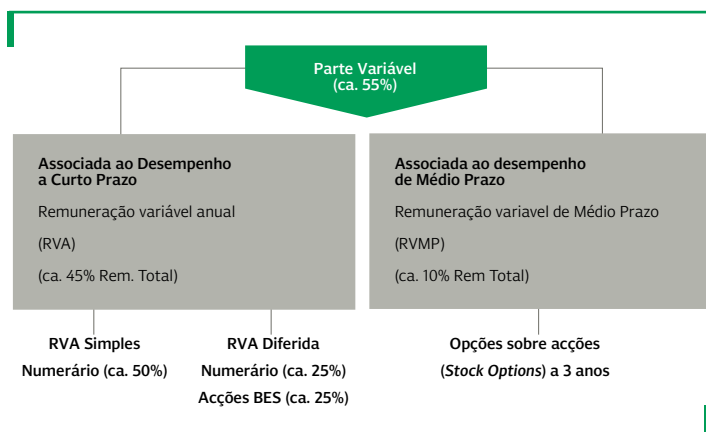 Parte Variável
(ca. 55%)
Associada ao Desempenho
a Curto Prazo
Remuneração variável anual
(RVA)
(ca. 45% Rem. Total)
Associada ao desempenho
de Médio Prazo
Remuneração variavel de Médio Prazo
(RVMP)
(ca. 10% Rem Total)
RVA Simples
Numerário (ca. 50%)
RVA Diferida
Numerário (ca. 25%)
Acções BES (ca. 25%)
Opções sobre acções
(Stock Options) a 3 anos